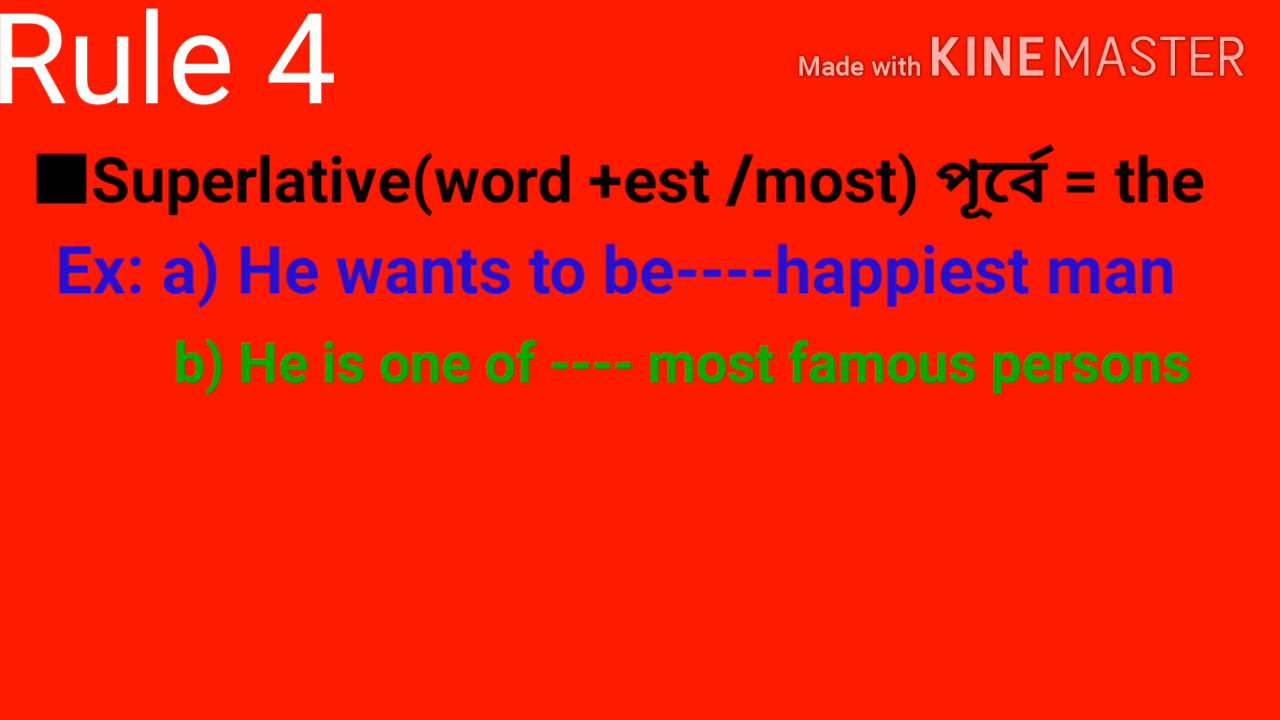 Rule 4
Made with KINEMASTER
■Superlative(word +est /most) পূর্বে = the
Ex: a) He wants to be----happiest man
b) He is one of ---- most famous persons